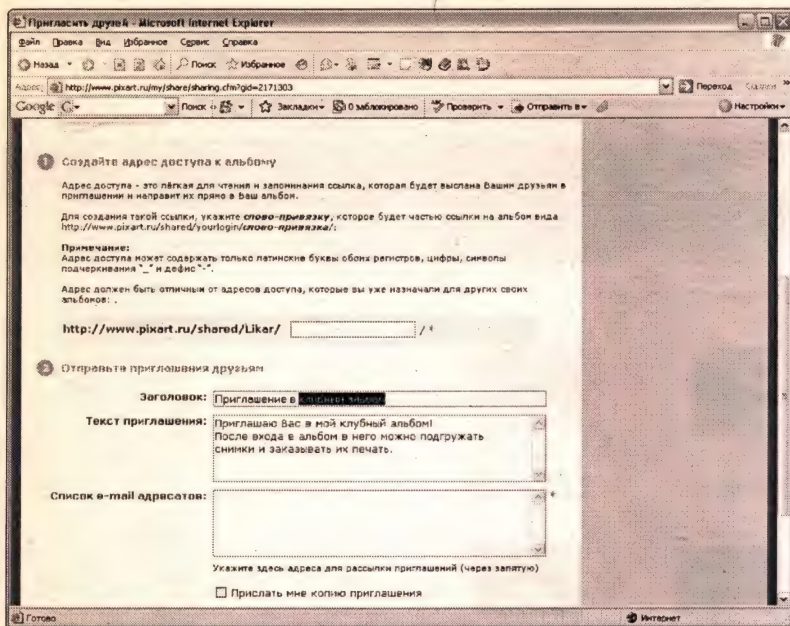 Пригласить друзей - Microsoft Internet Explorer
Файл Правка Вид Избранное Сервис Справка
Назад Поиск Избранное
Адрес: http://www.pixart.ru/my/share/sharing.cfm?gid=2171303 Переход Ссылки
Google Поиск Закладки 0 заблокировано Проверить Отправить в Настройки
1 Создайте адрес доступа к альбому
Адрес доступа - это лёгкая для чтения и запоминания ссылка, которая будет выслана Вашим друзьям в
приглашении и направит их прямо в Ваш альбом.
Для создания такой ссылки, укажите слово-привязку, которое будет частью ссылки на альбом вида
http://www.pixart.ru/shared/yourlogin/слово-привязка/:
Примечание:
Адрес доступа может содержать только латинские буквы обоих регистров, цифры, символы
подчеркивания "_" и дефис "-".
Адрес должен быть отличным от адресов доступа, которые вы уже назначали для других своих
альбомов: .
http://www.pixart.ru/shared/Likar/ / *
2 Отправьте приглашения друзьям
Заголовок: Приглашение в
Текст приглашения: Приглашаю Вас в мой клубный альбом!
После входа в альбом в него можно подгружать
снимки и заказывать их печать.
Список e-mail адресатов: *
Укажите здесь адреса для рассылки приглашений (через запятую)
Прислать мне копию приглашения
Готово Интернет